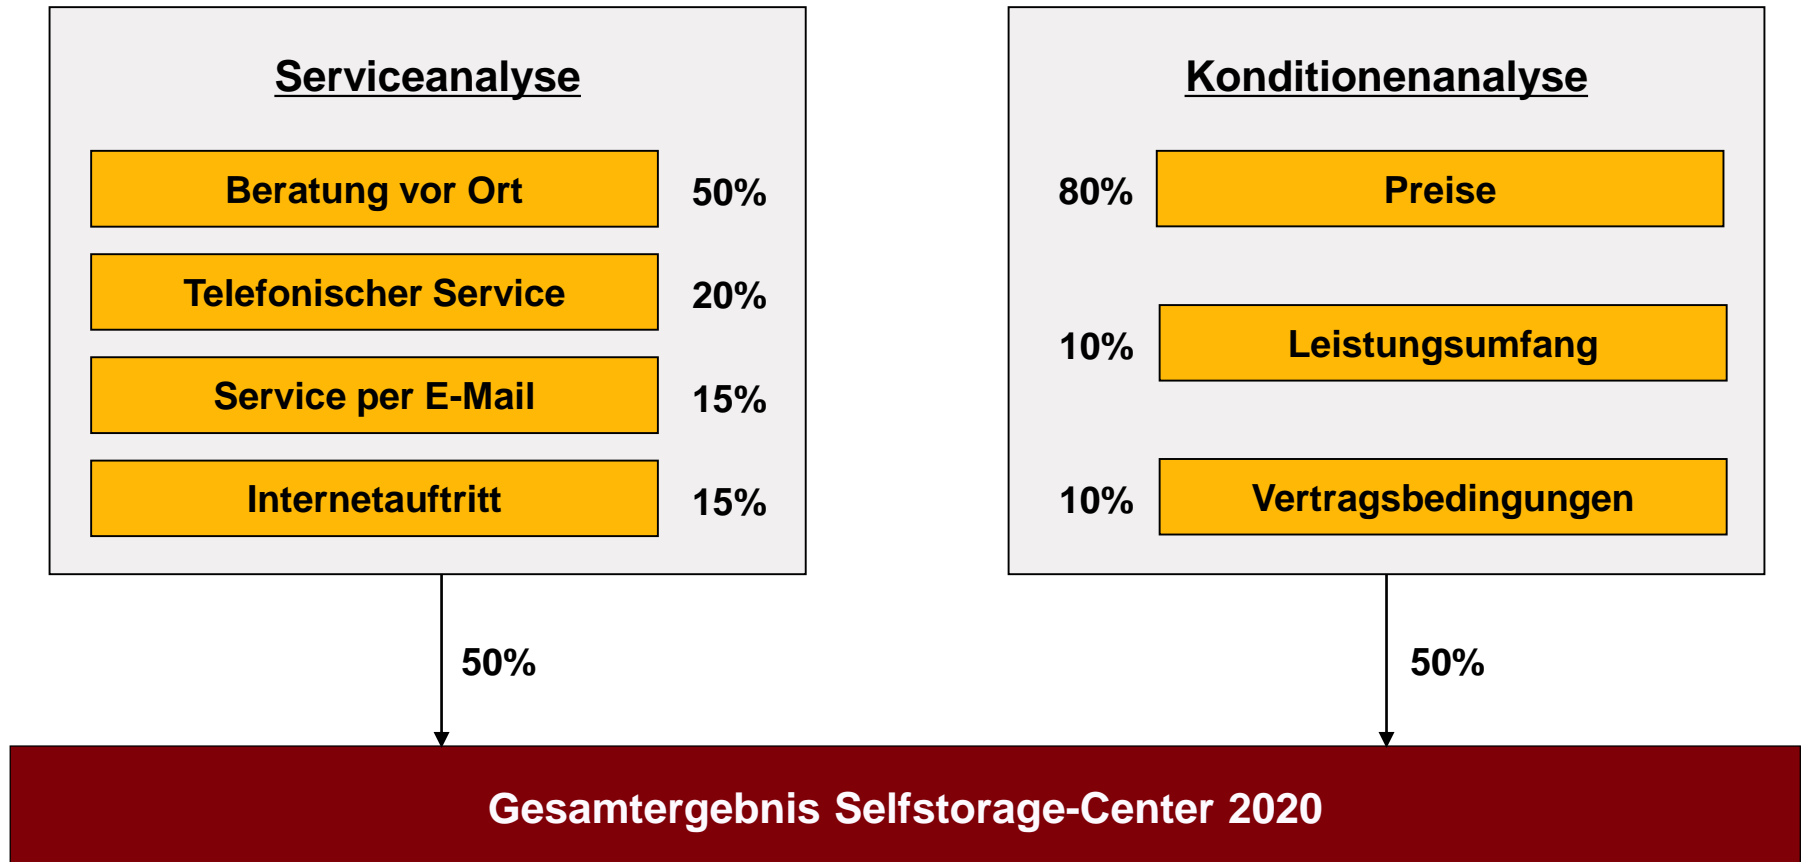 Serviceanalyse
Beratung vor Ort 50%
Telefonischer Service 20%
Service per E-Mail 15%
Internetauftritt 15%
50%
Konditionenanalyse
80% Preise
10% Leistungsumfang
10% Vertragsbedingungen
50%
Gesamtergebnis Selfstorage-Center 2020